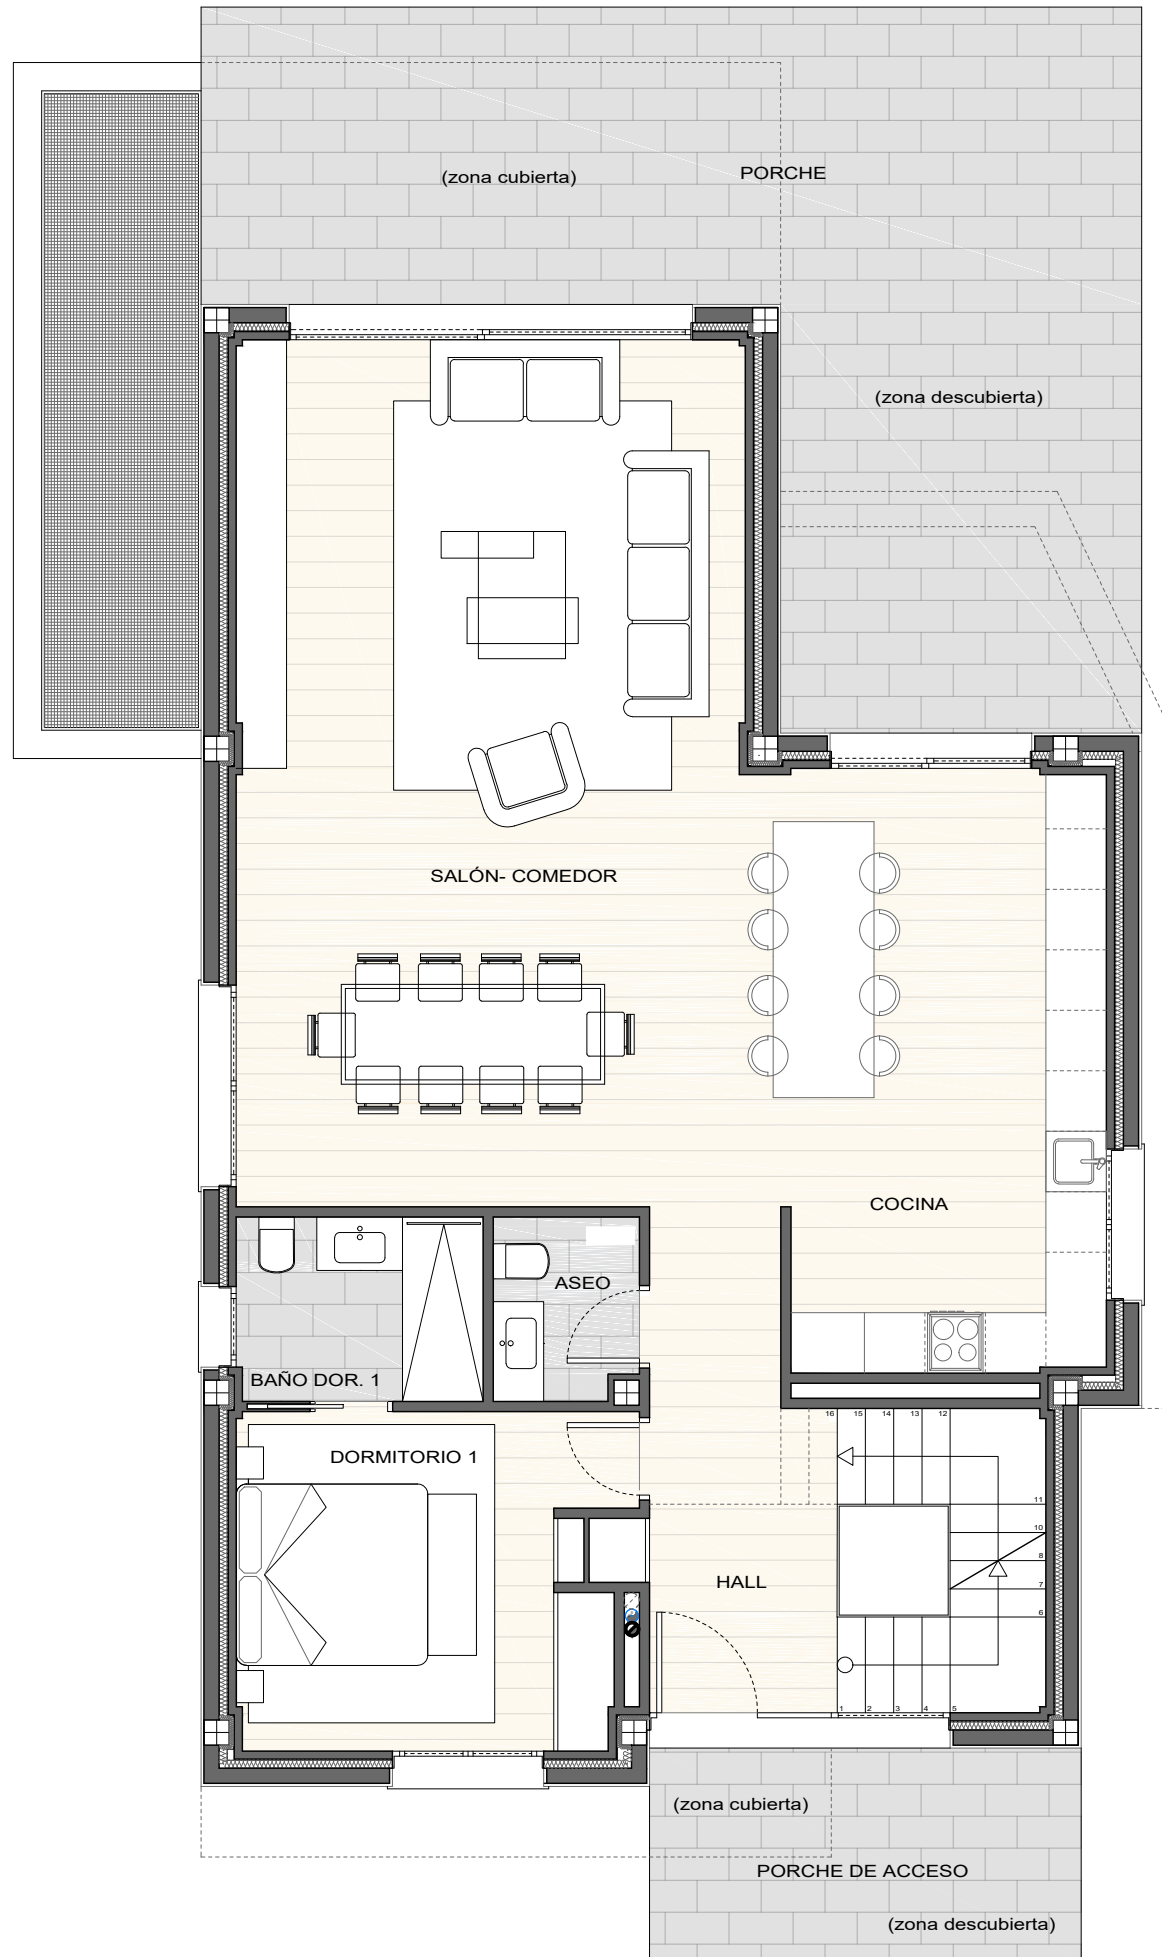 PORCHE
(zona cubierta)
(zona descubierta)
SALÓN- COMEDOR
COCINA
ASEO
BAÑO DOR. 1
DORMITORIO 1
16 15 14 13 12
11
10
8
7
6
HALL
1 2 3 4 5
(zona cubierta)
PORCHE DE ACCESO
(zona descubierta)